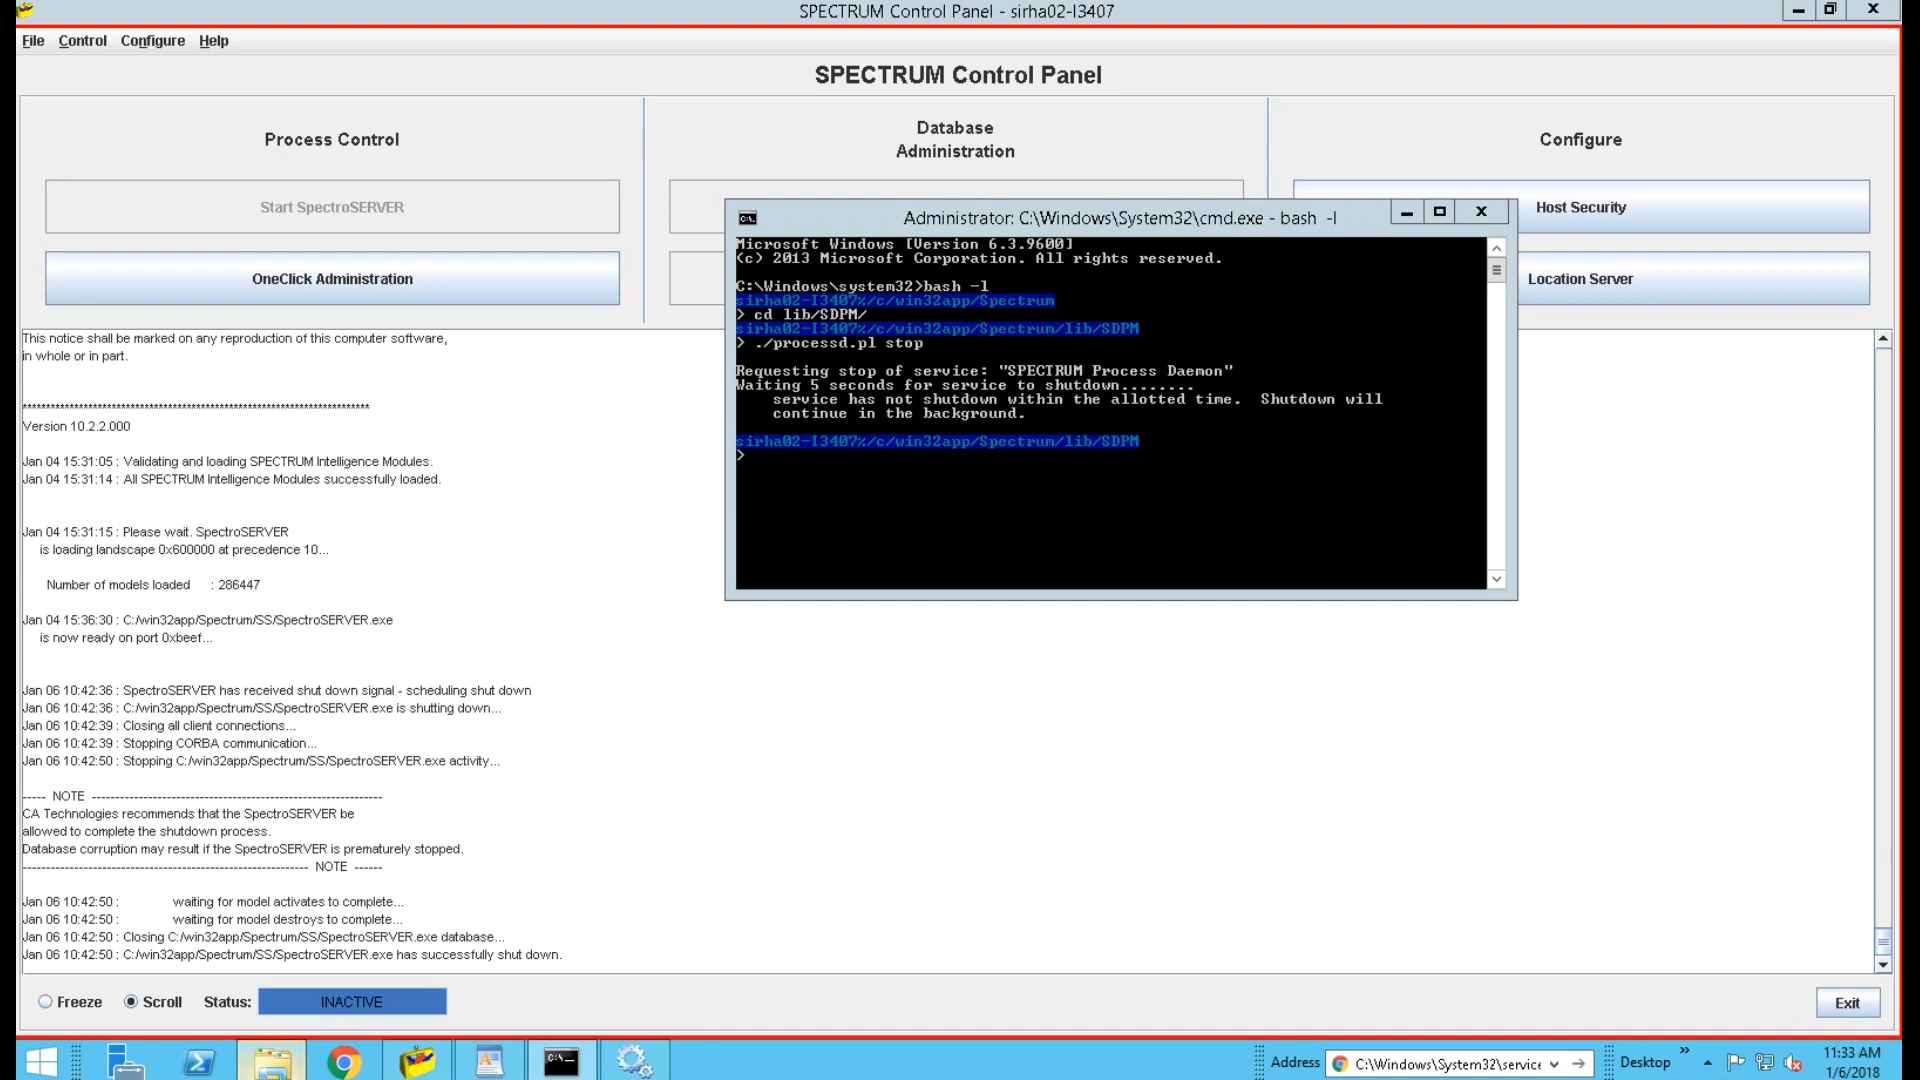 SPECTRUM Control Panel - sirha02-I3407
File Control Configure Help
SPECTRUM Control Panel
Process Control
Database
Administration
Configure
Start SpectroSERVER
Host Security
OneClick Administration
Location Server
Administrator: C:\Windows\System32\cmd.exe - bash -l
Microsoft Windows [Version 6.3.9600]
(c) 2013 Microsoft Corporation. All rights reserved.
C:\Windows\system32>bash -l
sirha02-I3407%/c/win32app/Spectrum
> cd lib/SDPM/
sirha02-I3407%/c/win32app/Spectrum/lib/SDPM
> ./processd.pl stop
Requesting stop of service: "SPECTRUM Process Daemon"
Waiting 5 seconds for service to shutdown........
service has not shutdown within the allotted time. Shutdown will
continue in the background.
sirha02-I3407%/c/win32app/Spectrum/lib/SDPM
>
This notice shall be marked on any reproduction of this computer software,
in whole or in part.
***************************************************************************
Version 10.2.2.000
Jan 04 15:31:05 : Validating and loading SPECTRUM Intelligence Modules.
Jan 04 15:31:14 : All SPECTRUM Intelligence Modules successfully loaded.
Jan 04 15:31:15 : Please wait. SpectroSERVER
is loading landscape 0x600000 at precedence 10...
Number of models loaded : 286447
Jan 04 15:36:30 : C:/win32app/Spectrum/SS/SpectroSERVER.exe
is now ready on port 0xbeef...
Jan 06 10:42:36 : SpectroSERVER has received shut down signal - scheduling shut down
Jan 06 10:42:36 : C:/win32app/Spectrum/SS/SpectroSERVER.exe is shutting down...
Jan 06 10:42:39 : Closing all client connections...
Jan 06 10:42:39 : Stopping CORBA communication...
Jan 06 10:42:50 : Stopping C:/win32app/Spectrum/SS/SpectroSERVER.exe activity...
----- NOTE --------------------------------------------------------------
CA Technologies recommends that the SpectroSERVER be
allowed to complete the shutdown process.
Database corruption may result if the SpectroSERVER is prematurely stopped.
-------------------------------------------------------------- NOTE ------
Jan 06 10:42:50 : waiting for model activates to complete...
Jan 06 10:42:50 : waiting for model destroys to complete...
Jan 06 10:42:50 : Closing C:/win32app/Spectrum/SS/SpectroSERVER.exe database...
Jan 06 10:42:50 : C:/win32app/Spectrum/SS/SpectroSERVER.exe has successfully shut down.
Freeze Scroll Status: INACTIVE Exit
Address C:\Windows\System32\service Desktop
11:33 AM
1/6/2018